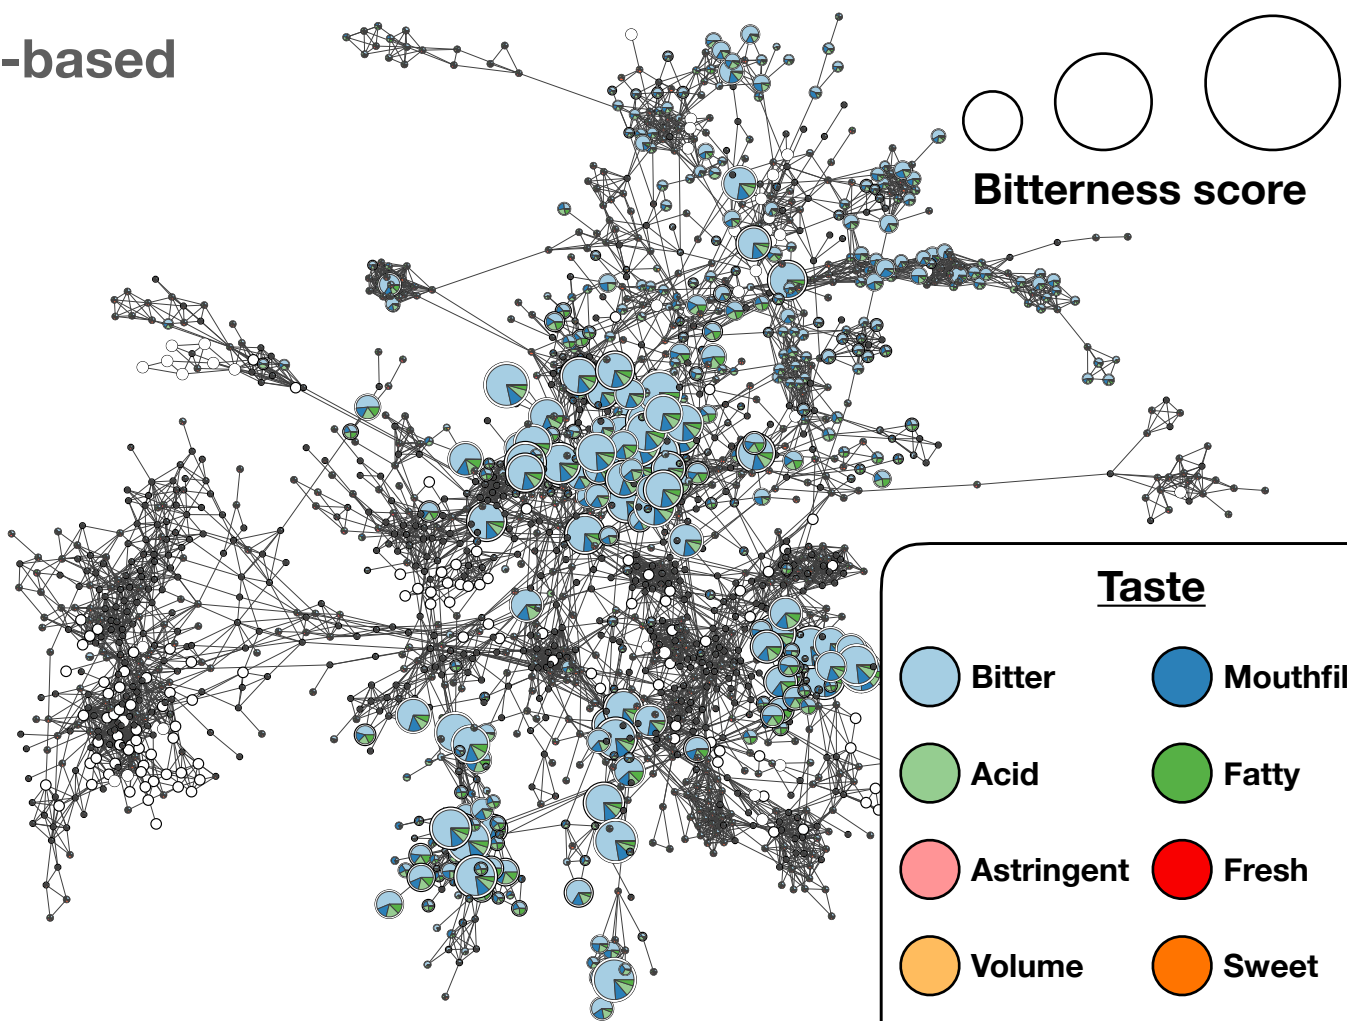 -based
Bitterness score
Taste
Bitter
Mouthfil
Acid
Fatty
Astringent
Fresh
Volume
Sweet